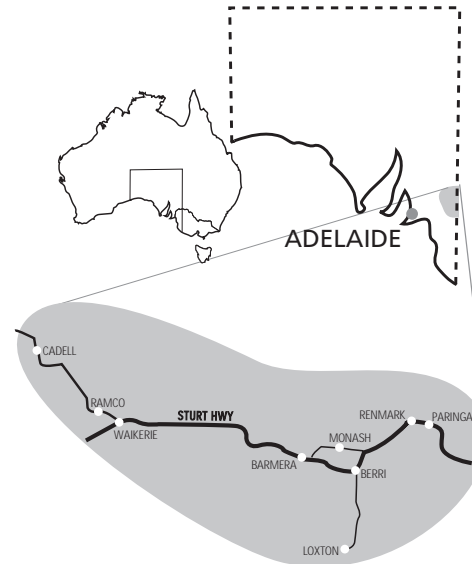 ADELAIDE
CADELL
RAMCO
WAIKERIE
STURT HWY
RENMARK
PARINGA
MONASH
BARMERA
BERRI
LOXTON